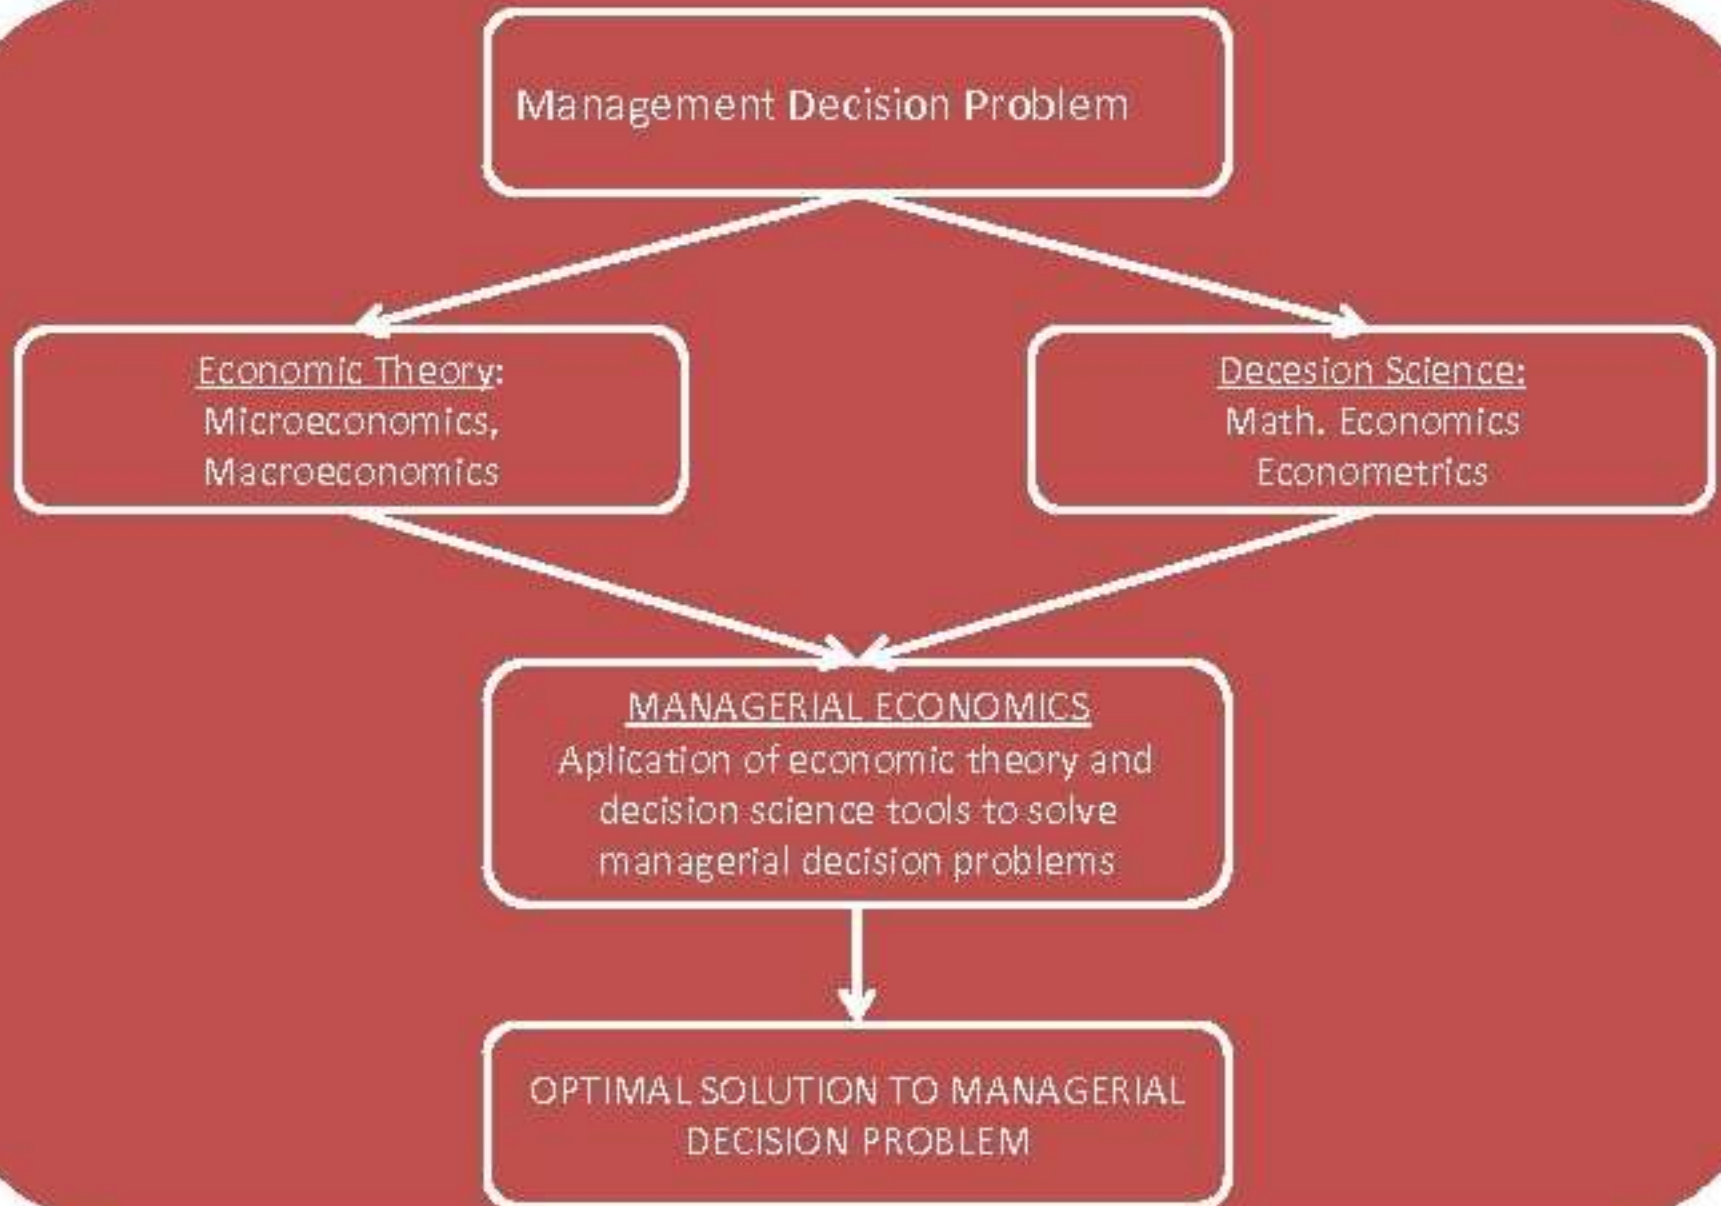 Management Decision Problem
Economic Theory:
Microeconomics,
Macroeconomics
Decesion Science:
Math. Economics
Econometrics
MANAGERIAL ECONOMICS
Aplication of economic theory and
decision science tools to solve
managerial decision problems
OPTIMAL SOLUTION TO MANAGERIAL
DECISION PROBLEM